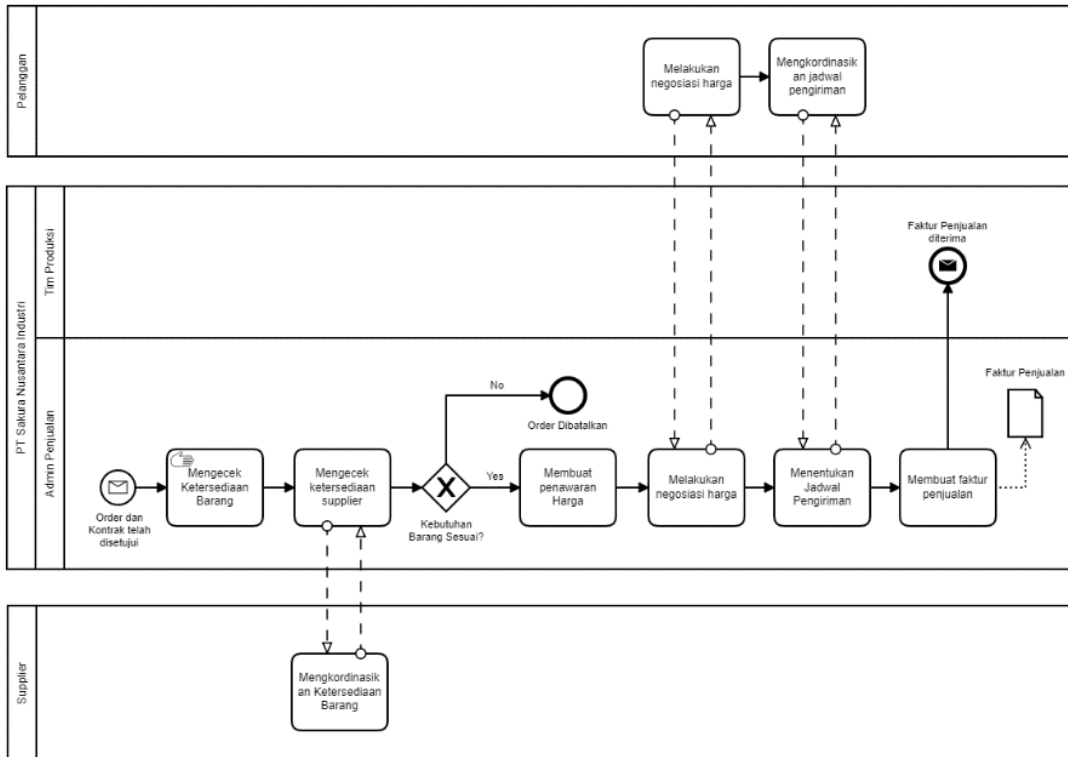 Pelanggan
Melakukan
negosiasi harga
Mengkordinasik
an jadwal
pengiriman
PT Sakura Nusantara Industri
Tim Produksi
Faktur Penjualan
diterima
Admin Penjualan
Order dan
Kontrak telah
disetujui
Mengecek
Ketersediaan
Barang
Mengecek
ketersediaan
supplier
Kebutuhan
Barang Sesuai?
No
Order Dibatalkan
Yes
Membuat
penawaran
Harga
Melakukan
negosiasi harga
Menentukan
Jadwal
Pengiriman
Membuat faktur
penjualan
Faktur Penjualan
Supplier
Mengkordinasik
an Ketersediaan
Barang